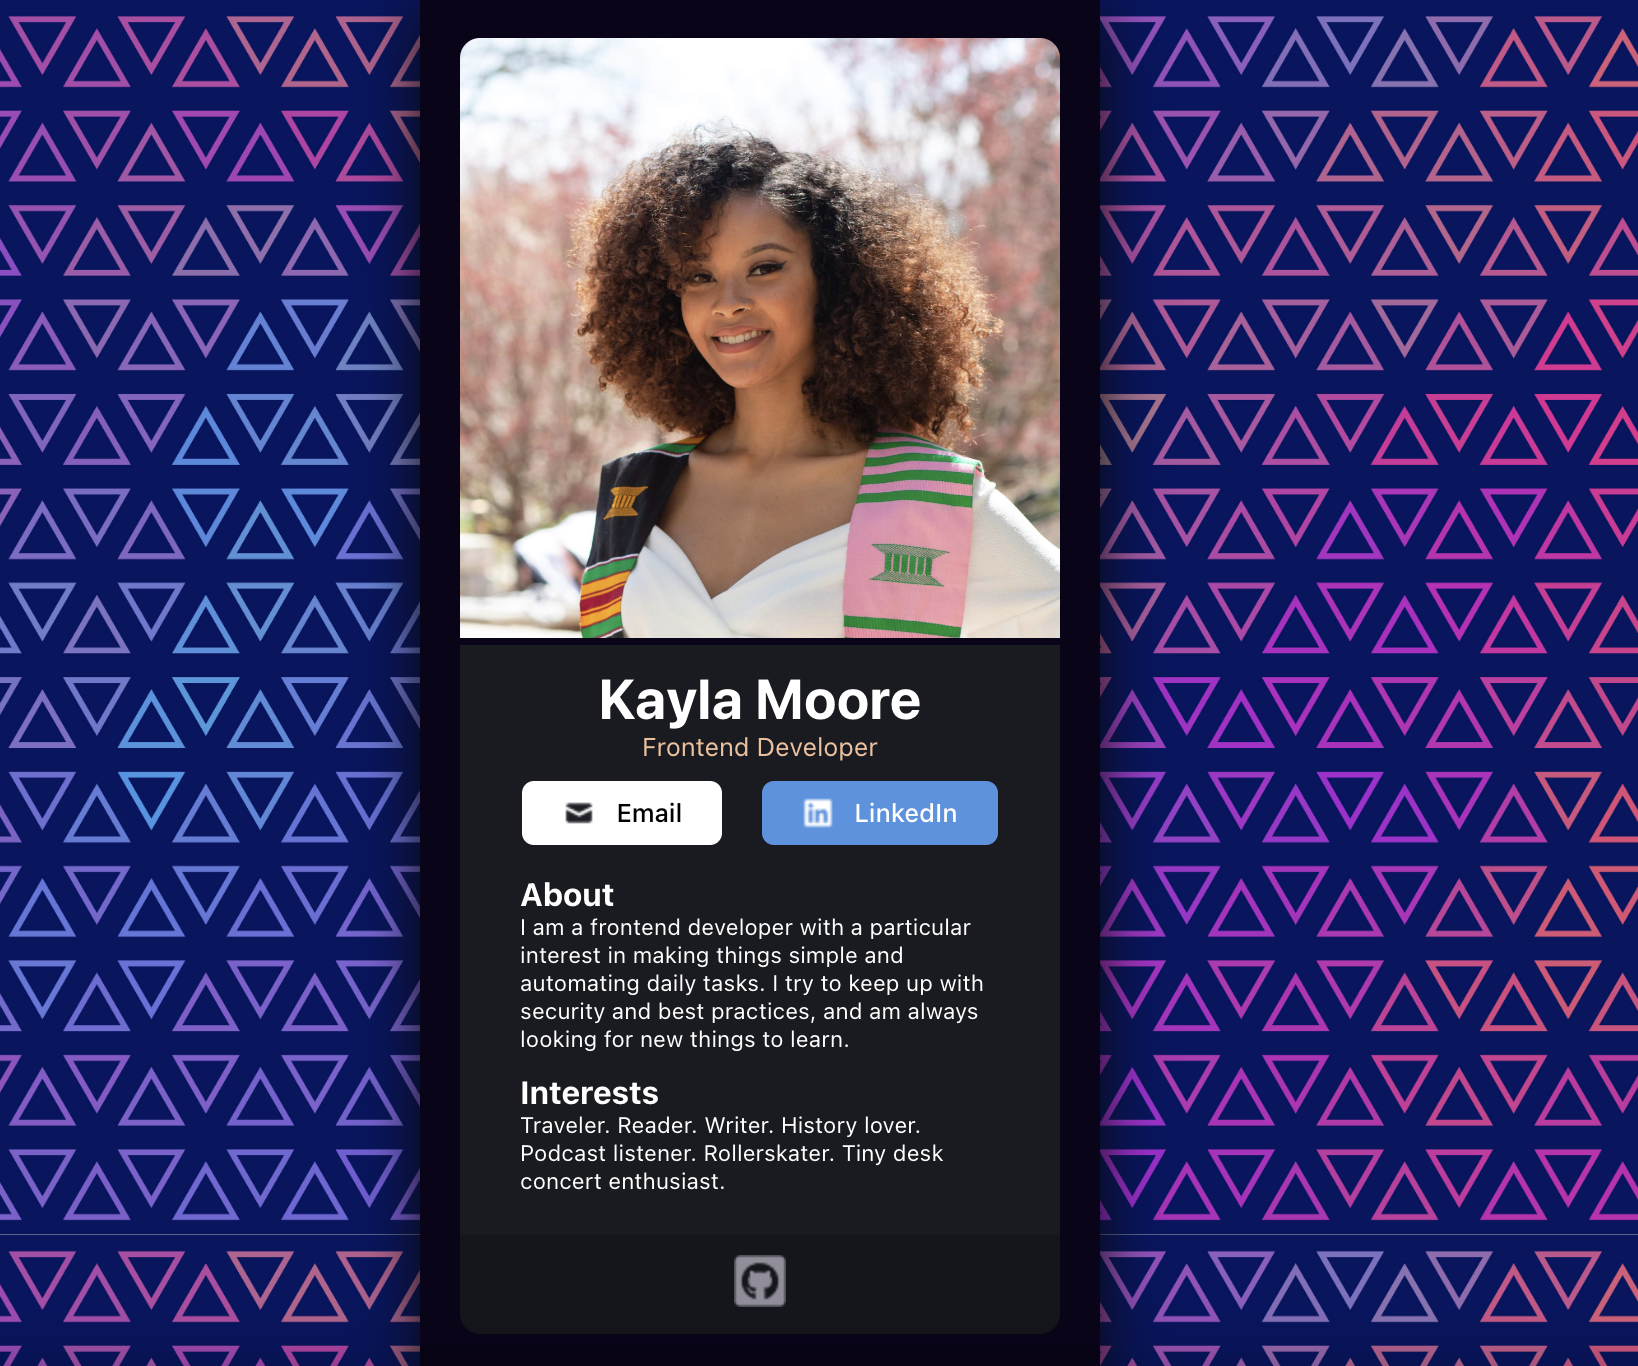 Kayla Moore
Frontend Developer
Email
in LinkedIn
About
I am a frontend developer with a particular
interest in making things simple and
automating daily tasks. I try to keep up with
security and best practices, and am always
looking for new things to learn.
Interests
Traveler. Reader. Writer. History lover.
Podcast listener. Rollerskater. Tiny desk
concert enthusiast.